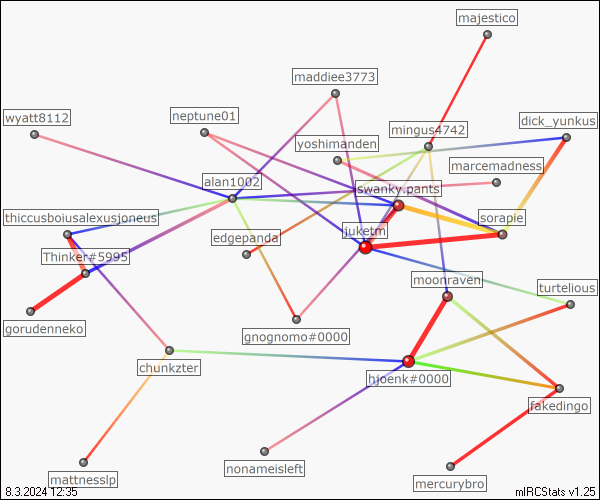 majestico
maddiee3773
wyatt8112
neptune01
dick_yunkus
mingus4742
yoshimanden
marcemadness
alan1002
swanky.pants
thiccusboiusalexusjoneus
sorapie
juketm
edgepanda
Thinker#5995
moonraven
turtelious
gorudenneko
gnognomo#0000
chunkzter
hjoenk#0000
fakedingo
nonameisleft
mattnesslp
mercurybro
8.3.2024 12:35
mIRCStats v1.25